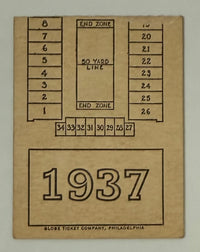 8 END ZONE 19
7 20
6 21
5 50 YARD 22
4 LINE 23
3 24
2 25
1 END ZONE 26
34 33 32 31 30 29 28 27
1937
GLOBE TICKET COMPANY, PHILADELPHIA